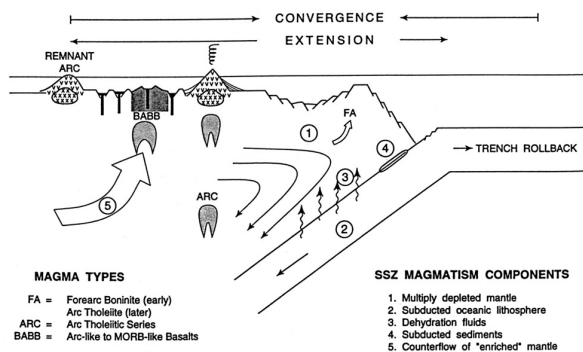 CONVERGENCE
EXTENSION
REMNANT
ARC
BABB
FA
1
4
TRENCH ROLLBACK
3
ARC
5
2
MAGMA TYPES
FA = Forearc Boninite (early)
Arc Tholeiite (later)
ARC = Arc Tholeiitic Series
BABB = Arc-like to MORB-like Basalts
SSZ MAGMATISM COMPONENTS
1. Multiply depleted mantle
2. Subducted oceanic lithosphere
3. Dehydration fluids
4. Subducted sediments
5. Counterflow of "enriched" mantle